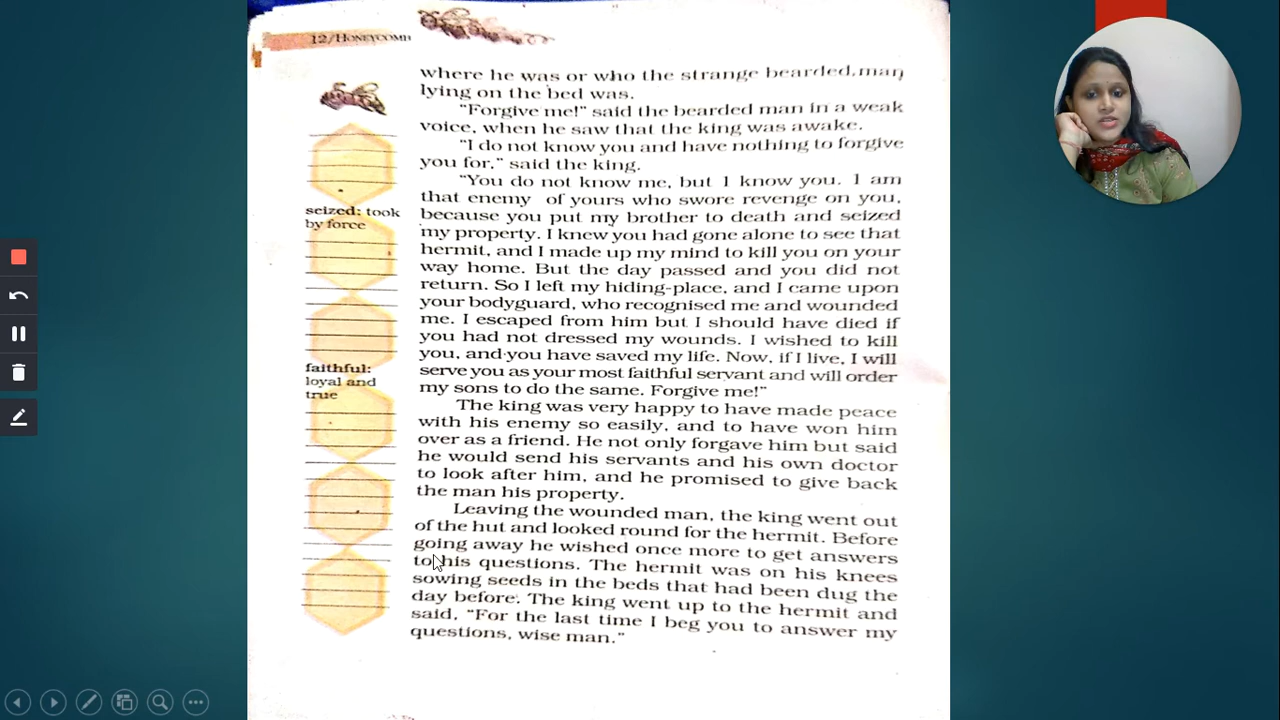 12/HONEYCOMB
where he was or who the strange bearded man
lying on the bed was.
"Forgive me!" said the bearded man in a weak
voice, when he saw that the king was awake.
"I do not know you and have nothing to forgive
you for," said the king.
"You do not know me, but I know you. I am
that enemy of yours who swore revenge on you,
because you put my brother to death and seized
my property. I knew you had gone alone to see that
hermit, and I made up my mind to kill you on your
way home. But the day passed and you did not
return. So I left my hiding-place, and I came upon
your bodyguard, who recognised me and wounded
me. I escaped from him but I should have died if
you had not dressed my wounds. I wished to kill
you, and you have saved my life. Now, if I live, I will
serve you as your most faithful servant and will order
my sons to do the same. Forgive me!"
The king was very happy to have made peace
with his enemy so easily, and to have won him
over as a friend. He not only forgave him but said
he would send his servants and his own doctor
to look after him, and he promised to give back
the man his property.
Leaving the wounded man, the king went out
of the hut and looked round for the hermit. Before
going away he wished once more to get answers
to his questions. The hermit was on his knees
sowing seeds in the beds that had been dug the
day before. The king went up to the hermit and
said, "For the last time I beg you to answer my
questions, wise man."
seized: took
by force
faithful:
loyal and
true